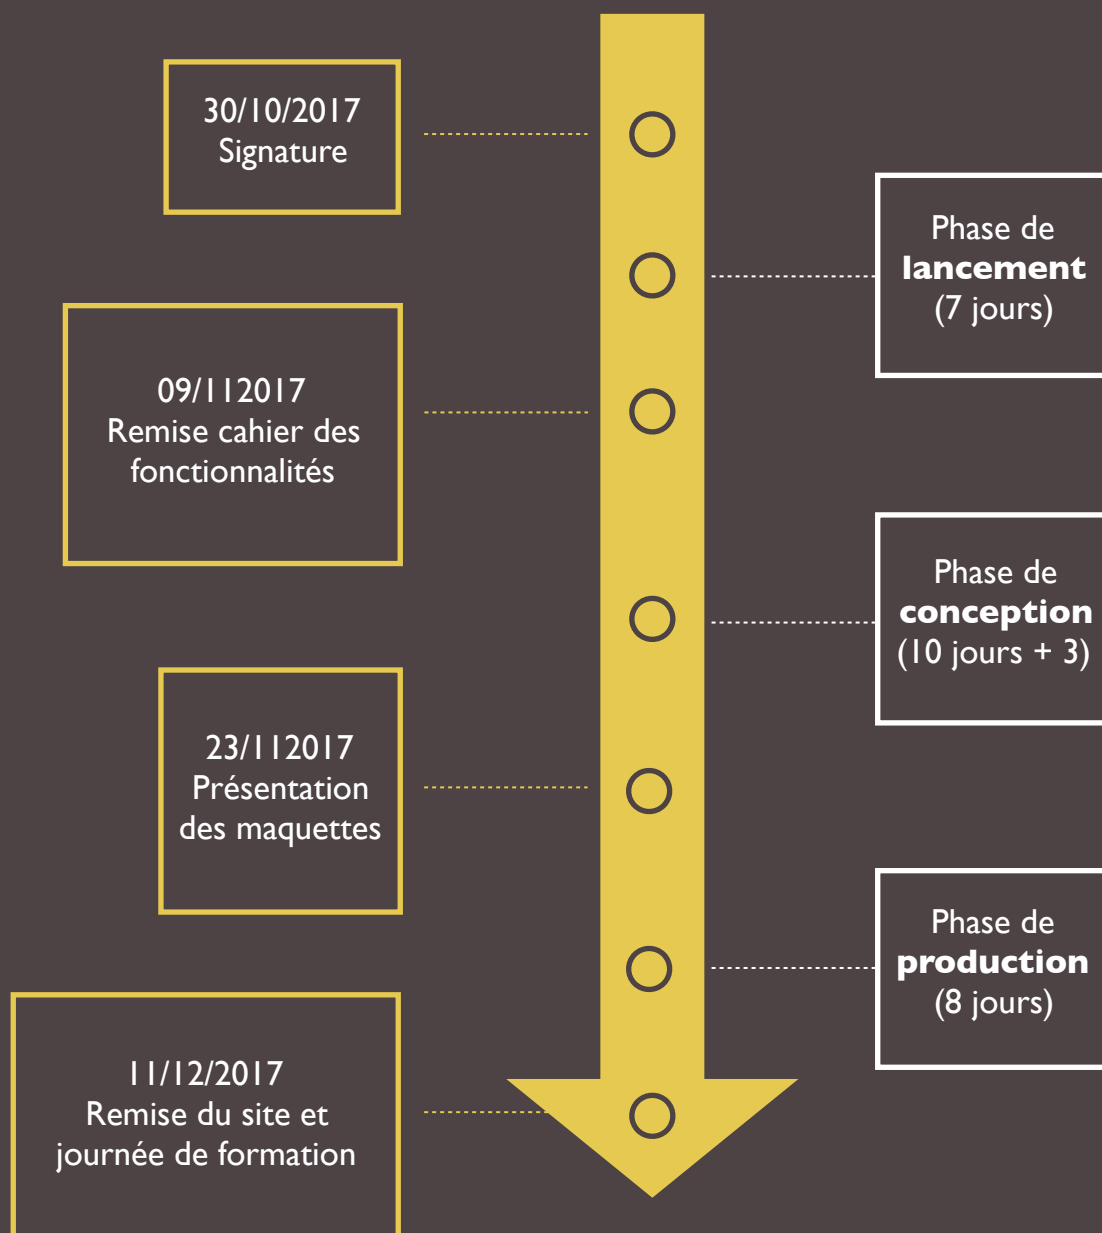 30/10/2017
Signature
Phase de
lancement
(7 jours)
09/112017
Remise cahier des
fonctionnalités
Phase de
conception
(10 jours + 3)
23/112017
Présentation
des maquettes
Phase de
production
(8 jours)
11/12/2017
Remise du site et
journée de formation